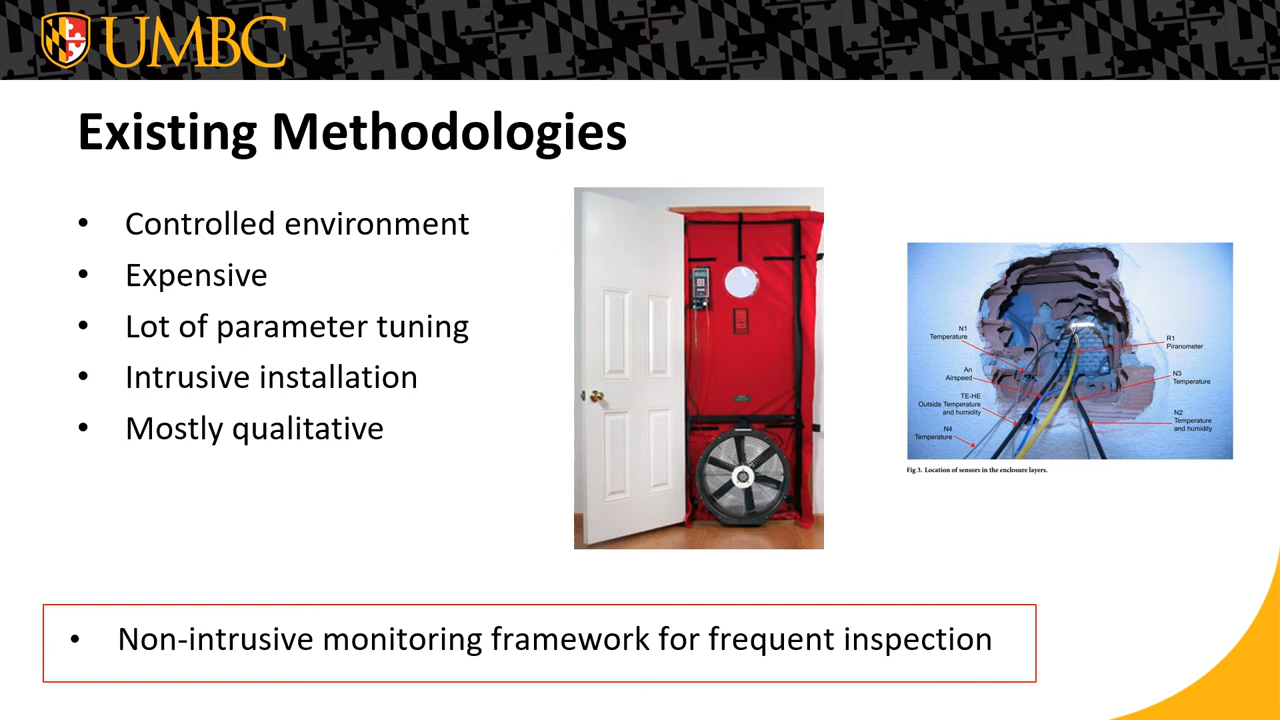 UMBC
Existing Methodologies
• Controlled environment
• Expensive
• Lot of parameter tuning
• Intrusive installation
• Mostly qualitative
N1
Temperature
An
Airspeed
TE-HE
Outside Temperature
and humidity
N4
Temperature
R1
Piranometer
N3
Temperature
N2
Temperature
and humidity
Fig 3. Location of sensors in the enclosure layers.
• Non-intrusive monitoring framework for frequent inspection